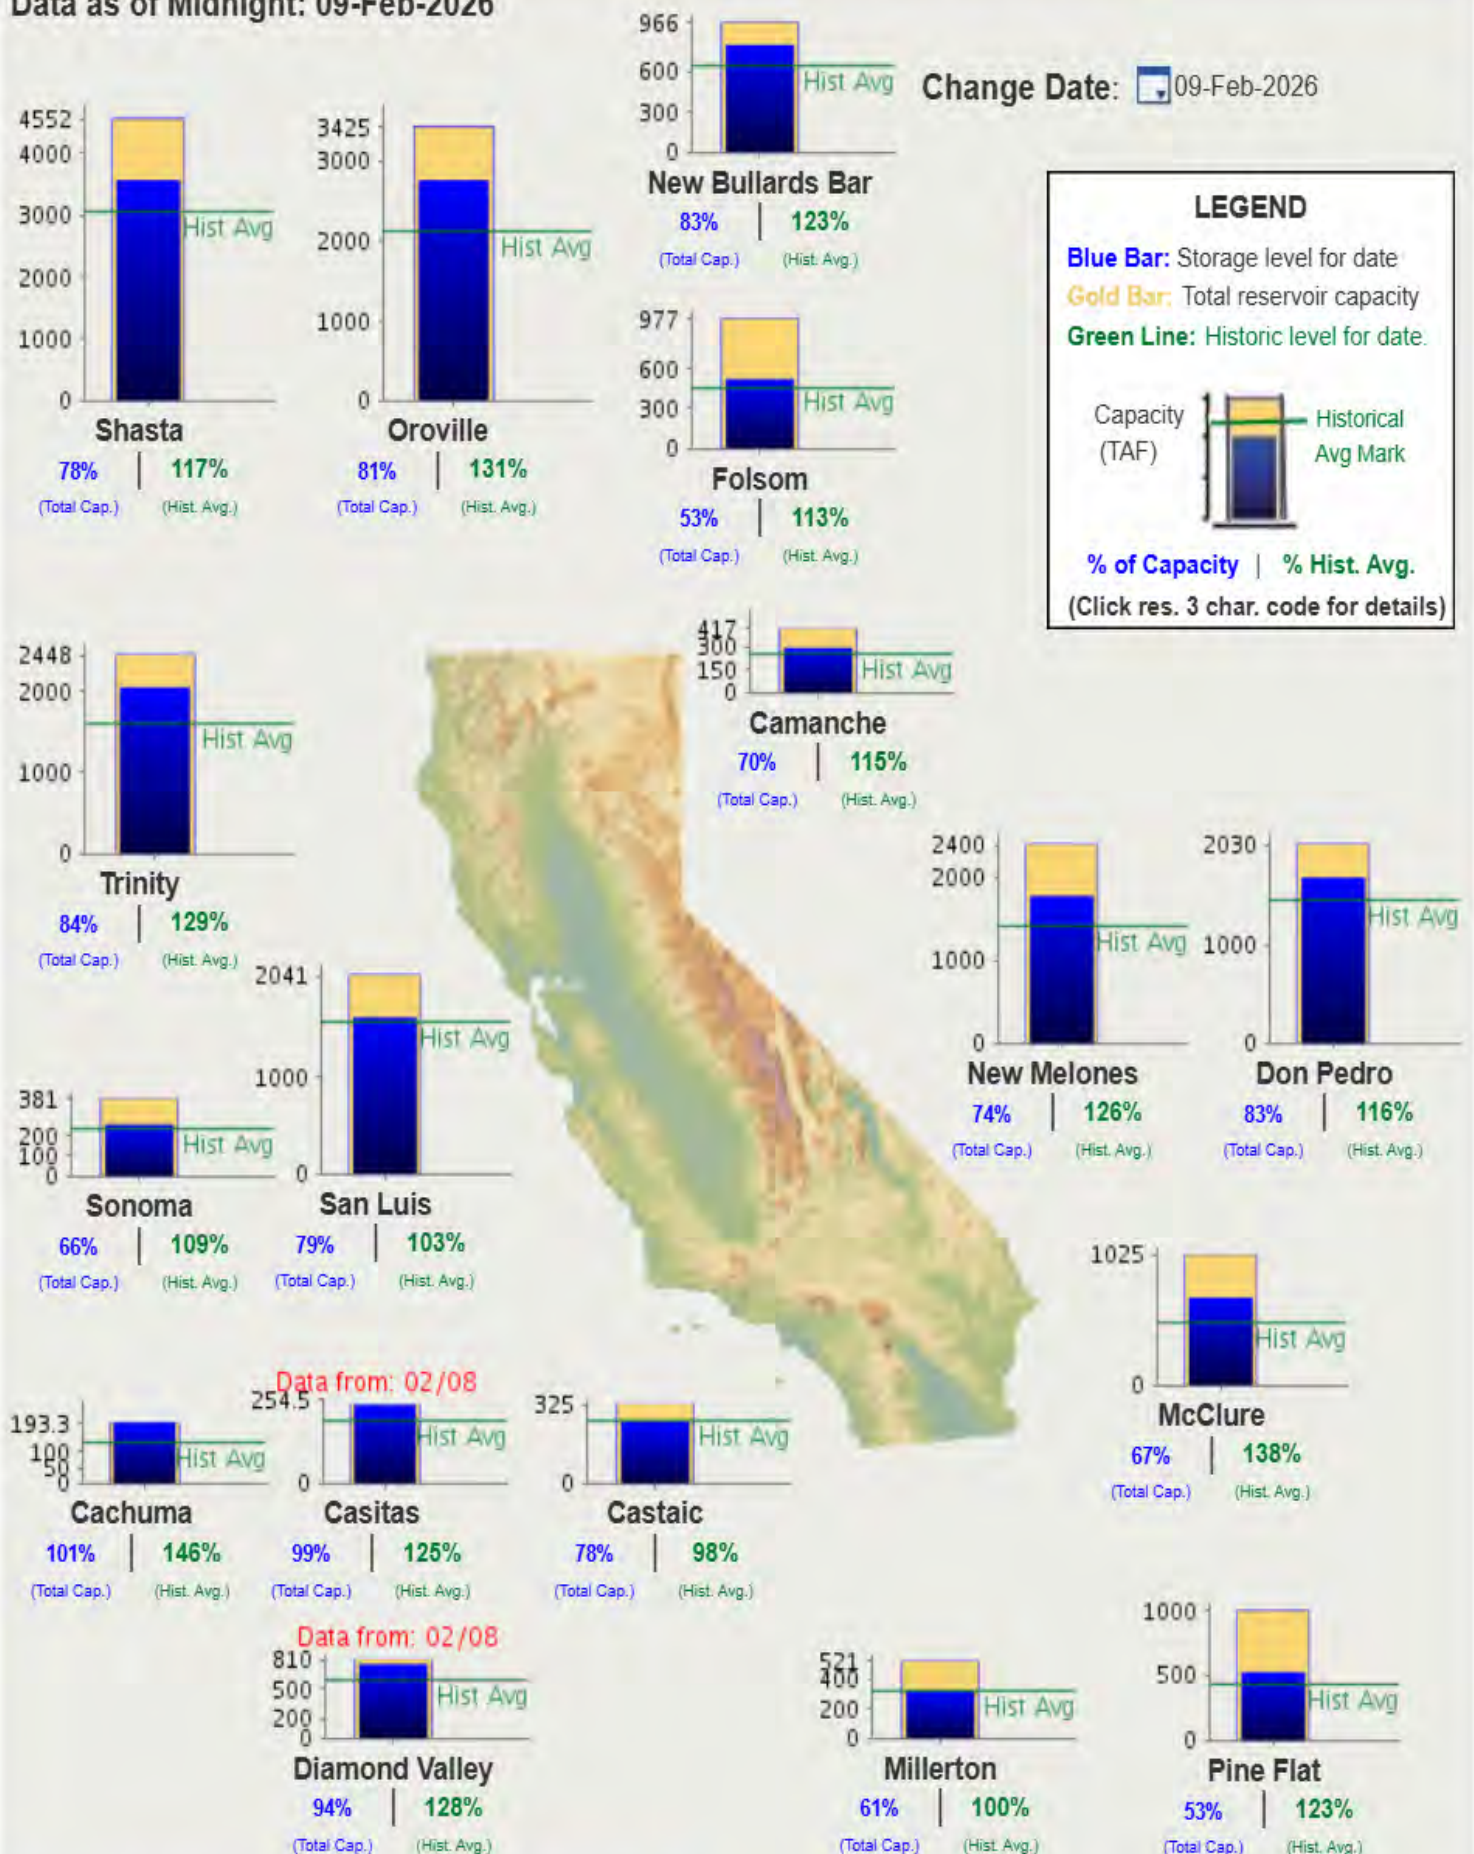 Data as of Midnight: 09-Feb-2026
966
600
300
0
Hist Avg
New Bullards Bar
83% | 123%
(Total Cap.) (Hist. Avg.)
Change Date: 09-Feb-2026
4552
4000
3000
2000
1000
0
Hist Avg
Shasta
78% | 117%
(Total Cap.) (Hist. Avg.)
3425
3000
2000
1000
0
Hist Avg
Oroville
81% | 131%
(Total Cap.) (Hist. Avg.)
977
600
300
0
Hist Avg
Folsom
53% | 113%
(Total Cap.) (Hist. Avg.)
LEGEND
Blue Bar: Storage level for date
Gold Bar: Total reservoir capacity
Green Line: Historic level for date.
Capacity
(TAF)
Historical
Avg Mark
% of Capacity | % Hist. Avg.
(Click res. 3 char. code for details)
2448
2000
1000
0
Hist Avg
Trinity
84% | 129%
(Total Cap.) (Hist. Avg.)
417
300
150
0
Hist Avg
Camanche
70% | 115%
(Total Cap.) (Hist. Avg.)
2400
2000
1000
0
Hist Avg
New Melones
74% | 126%
(Total Cap.) (Hist. Avg.)
2030
1000
0
Hist Avg
Don Pedro
83% | 116%
(Total Cap.) (Hist. Avg.)
381
200
100
0
Hist Avg
Sonoma
66% | 109%
(Total Cap.) (Hist. Avg.)
2041
1000
0
Hist Avg
San Luis
79% | 103%
(Total Cap.) (Hist. Avg.)
1025
0
Hist Avg
McClure
67% | 138%
(Total Cap.) (Hist. Avg.)
193.3
100
50
0
Hist Avg
Cachuma
101% | 146%
(Total Cap.) (Hist. Avg.)
Data from: 02/08
254.5
0
Hist Avg
Casitas
99% | 125%
(Total Cap.) (Hist. Avg.)
325
0
Hist Avg
Castaic
78% | 98%
(Total Cap.) (Hist. Avg.)
Data from: 02/08
810
500
200
0
Hist Avg
Diamond Valley
94% | 128%
(Total Cap.) (Hist. Avg.)
521
400
200
0
Hist Avg
Millerton
61% | 100%
(Total Cap.) (Hist. Avg.)
1000
500
0
Hist Avg
Pine Flat
53% | 123%
(Total Cap.) (Hist. Avg.)